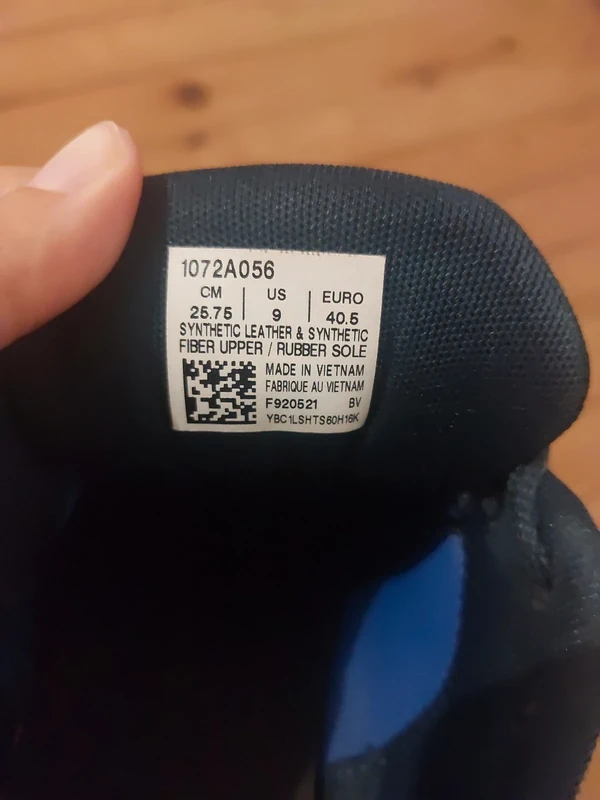 1072A056
CM | US | EURO
25.75 | 9 | 40.5
SYNTHETIC LEATHER & SYNTHETIC
FIBER UPPER / RUBBER SOLE
MADE IN VIETNAM
FABRIQUE AU VIETNAM
F920521 BV
YBC1LSHTS60H16K